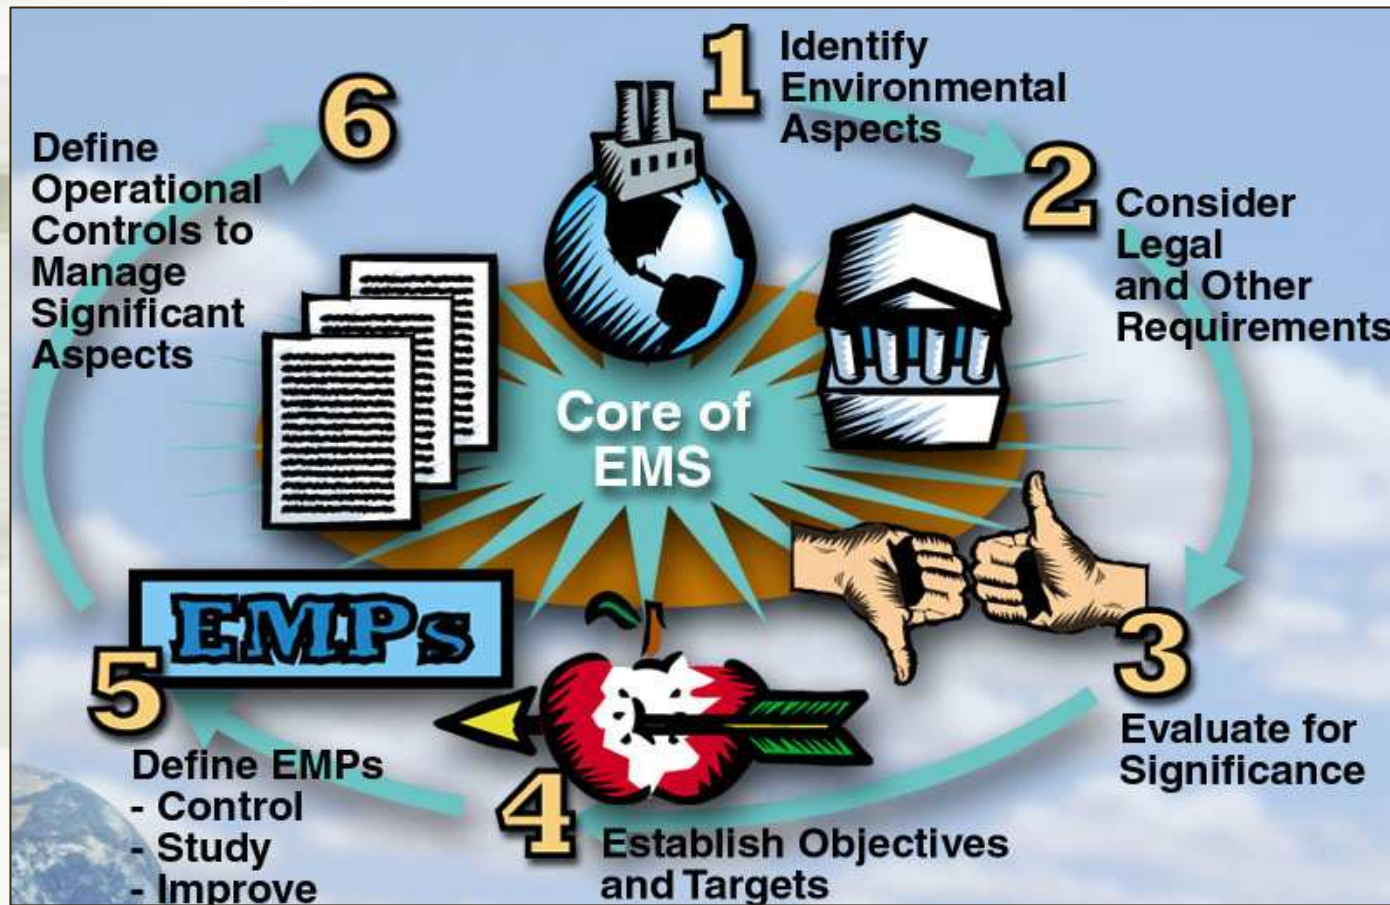 1
Identify
Environmental
Aspects
2
Consider
Legal
and Other
Requirements
3
Evaluate for
Significance
4
Establish Objectives
and Targets
5
EMPs
Define EMPs
- Control
- Study
- Improve
6
Define
Operational
Controls to
Manage
Significant
Aspects
Core of
EMS